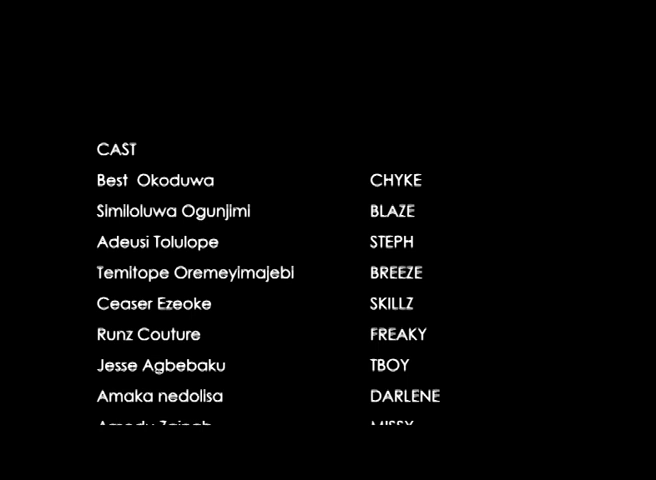 CAST
Best Okoduwa CHYKE
Similoluwa Ogunjimi BLAZE
Adeusi Tolulope STEPH
Temitope Oremeyimajebi BREEZE
Ceaser Ezeoke SKILLZ
Runz Couture FREAKY
Jesse Agbebaku TBOY
Amaka nedolisa DARLENE
MISSY